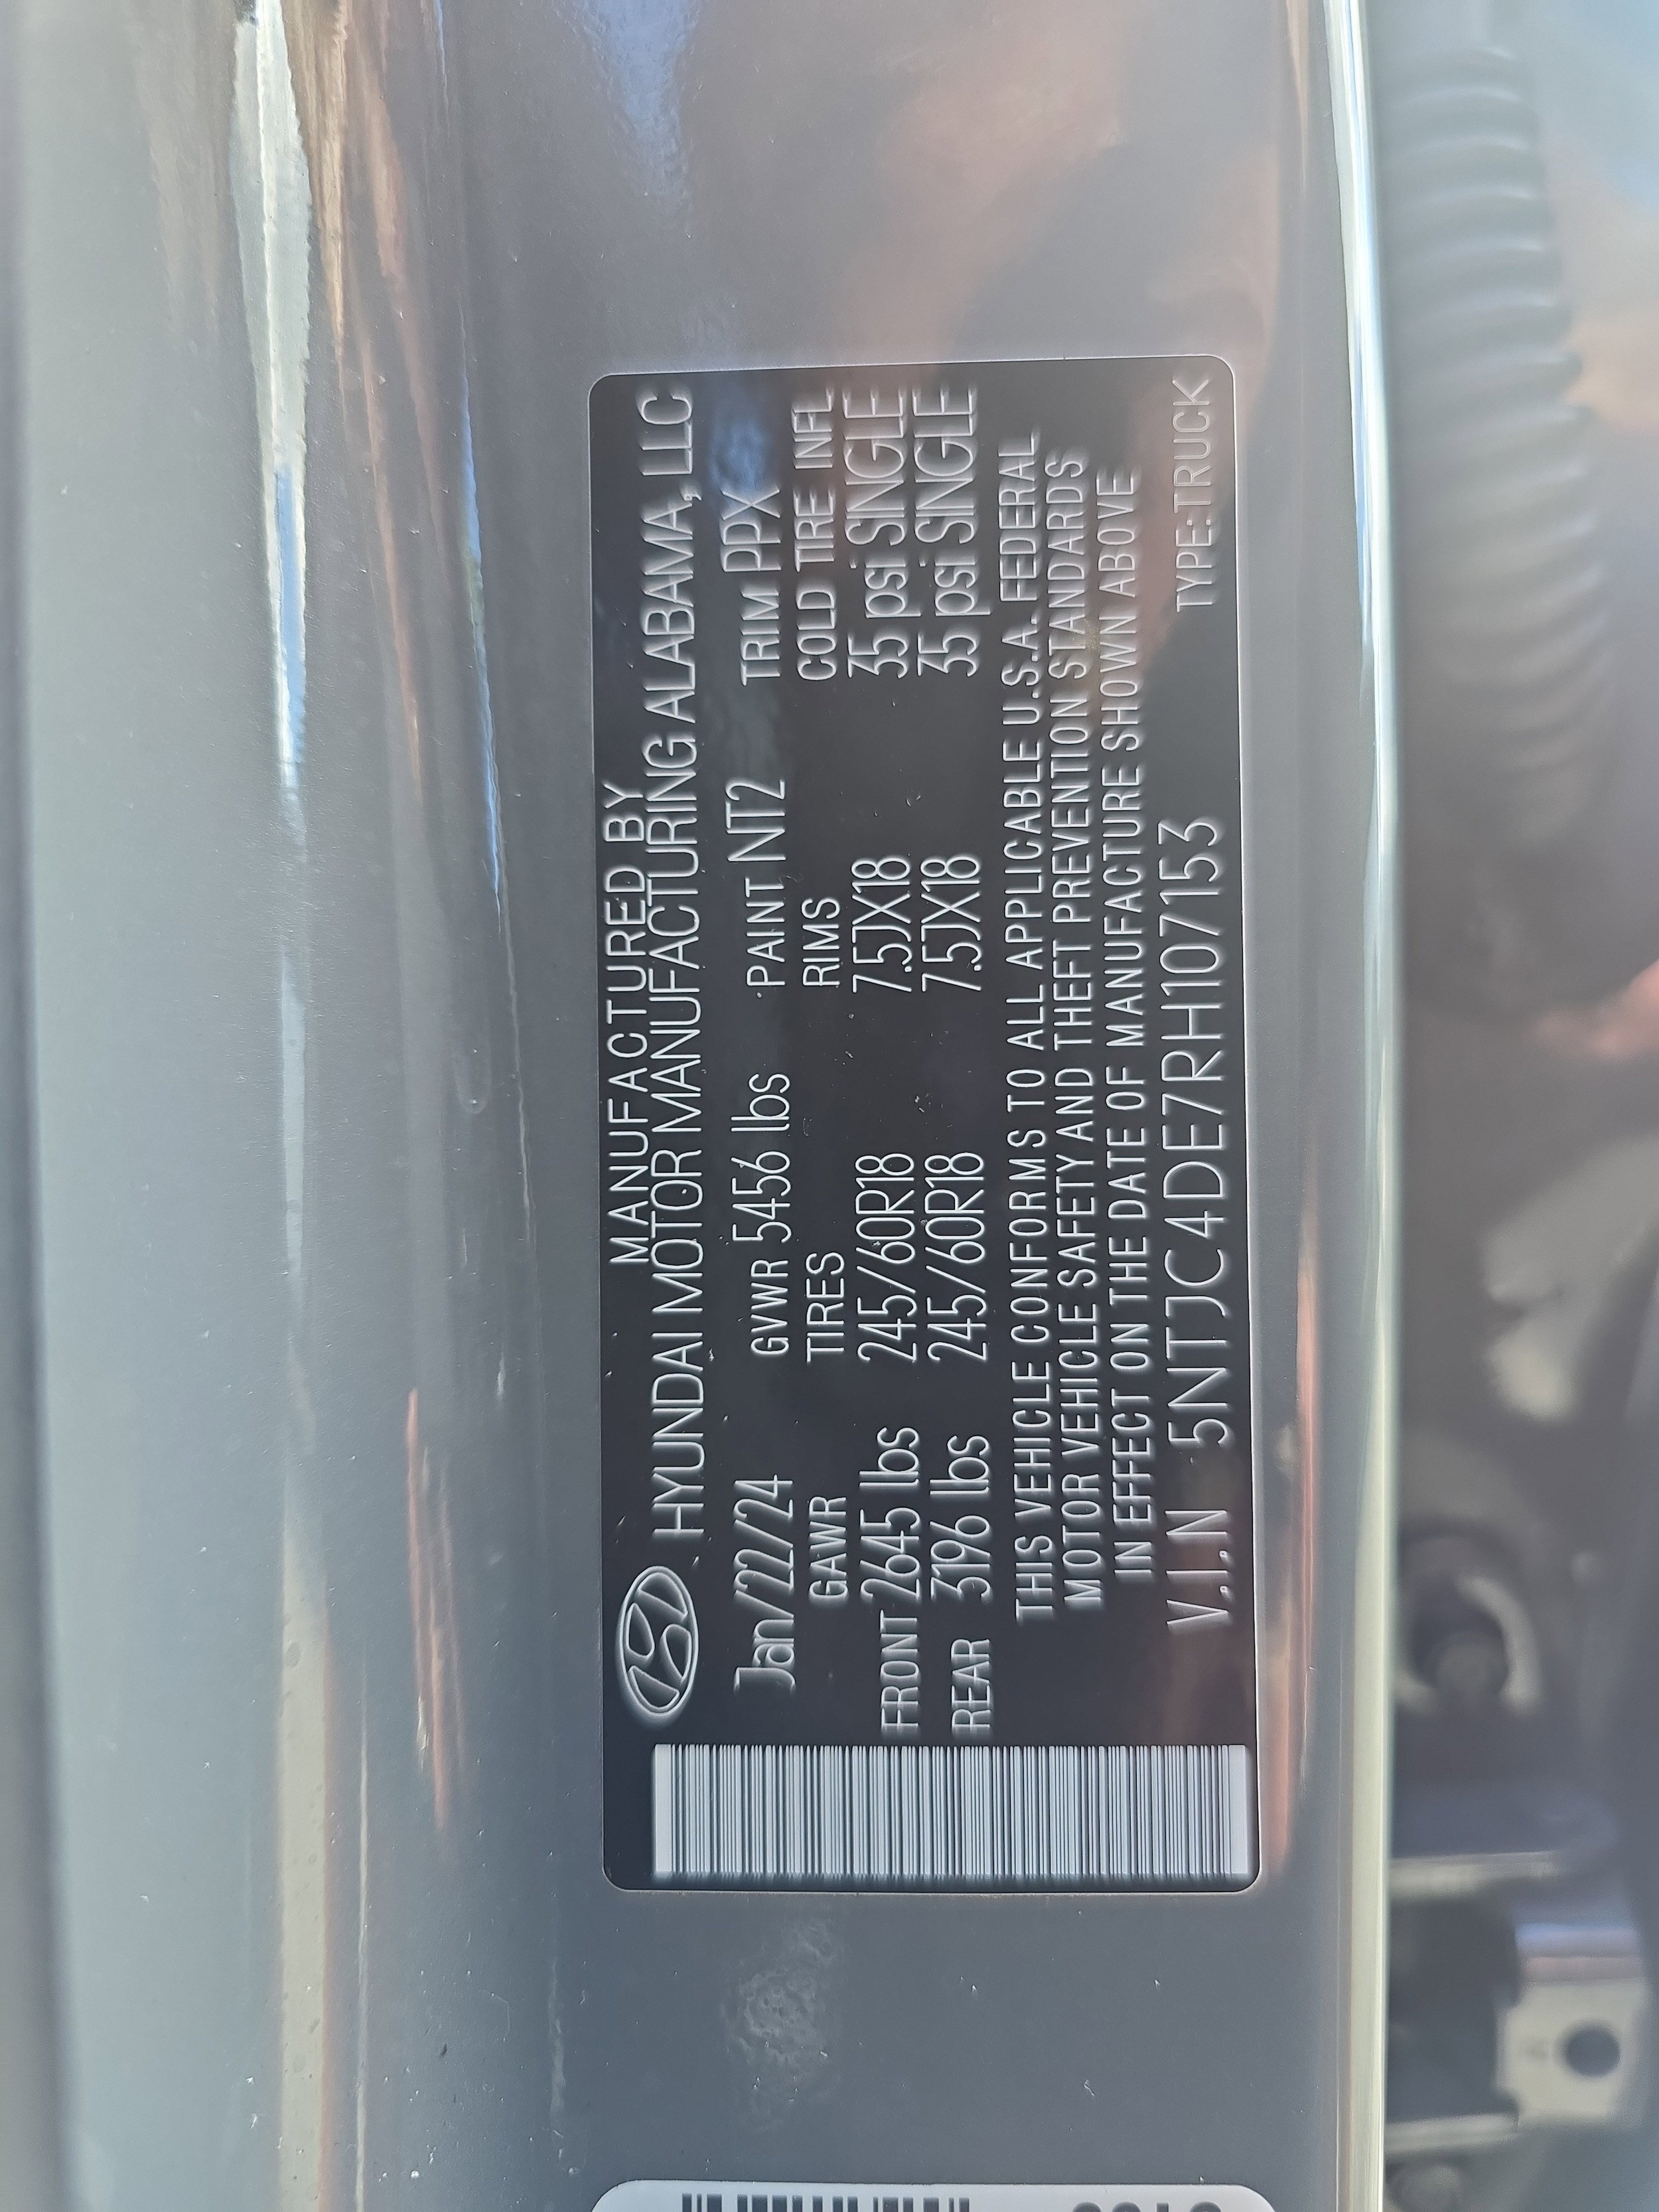 MANUFACTURED BY
HYUNDAI MOTOR MANUFACTURING ALABAMA, LLC
Jan/22/24 GVWR 5456 lbs PAINT NT2 TRIM PPX
GAWR TIRES RIMS COLD TIRE INFL
FRONT 2645 lbs 245/60R18 7.5JX18 35 psi SINGLE
REAR 3196 lbs 245/60R18 7.5JX18 35 psi SINGLE
THIS VEHICLE CONFORMS TO ALL APPLICABLE U.S.A. FEDERAL
MOTOR VEHICLE SAFETY AND THEFT PREVENTION STANDARDS
IN EFFECT ON THE DATE OF MANUFACTURE SHOWN ABOVE
V.I.N 5NTJC4DE7RH107153 TYPE:TRUCK